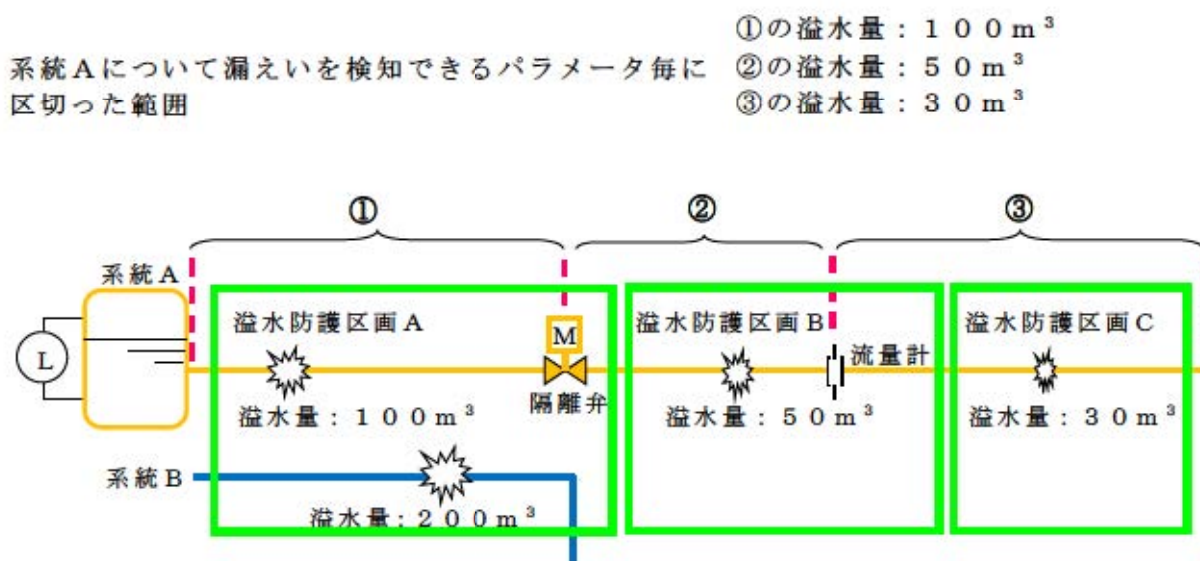 ①の溢水量：１００ｍ³
系統Ａについて漏えいを検知できるパラメータ毎に
②の溢水量：５０ｍ³
区切った範囲
③の溢水量：３０ｍ³
①
②
③
系統Ａ
溢水防護区画Ａ
溢水防護区画Ｂ
溢水防護区画Ｃ
M
L
流量計
隔離弁
溢水量：１００ｍ³
溢水量：５０ｍ³
溢水量：３０ｍ³
系統Ｂ
溢水量：２００ｍ³